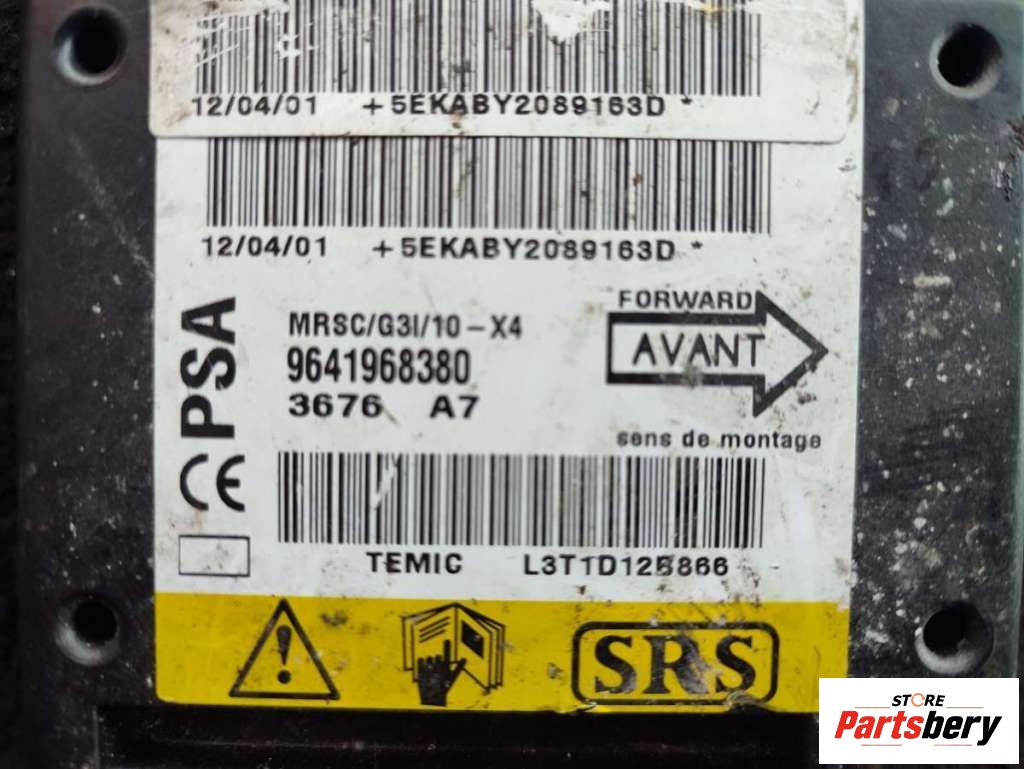 12/04/01 +5EKABY2089163D *
12/04/01 +5EKABY2089163D *
PSA
MRSC/G3I/10-X4
9641968380
3676 A7
FORWARD
AVANT
sens de montage
CE
TEMIC
SRS
STORE
Partsbery